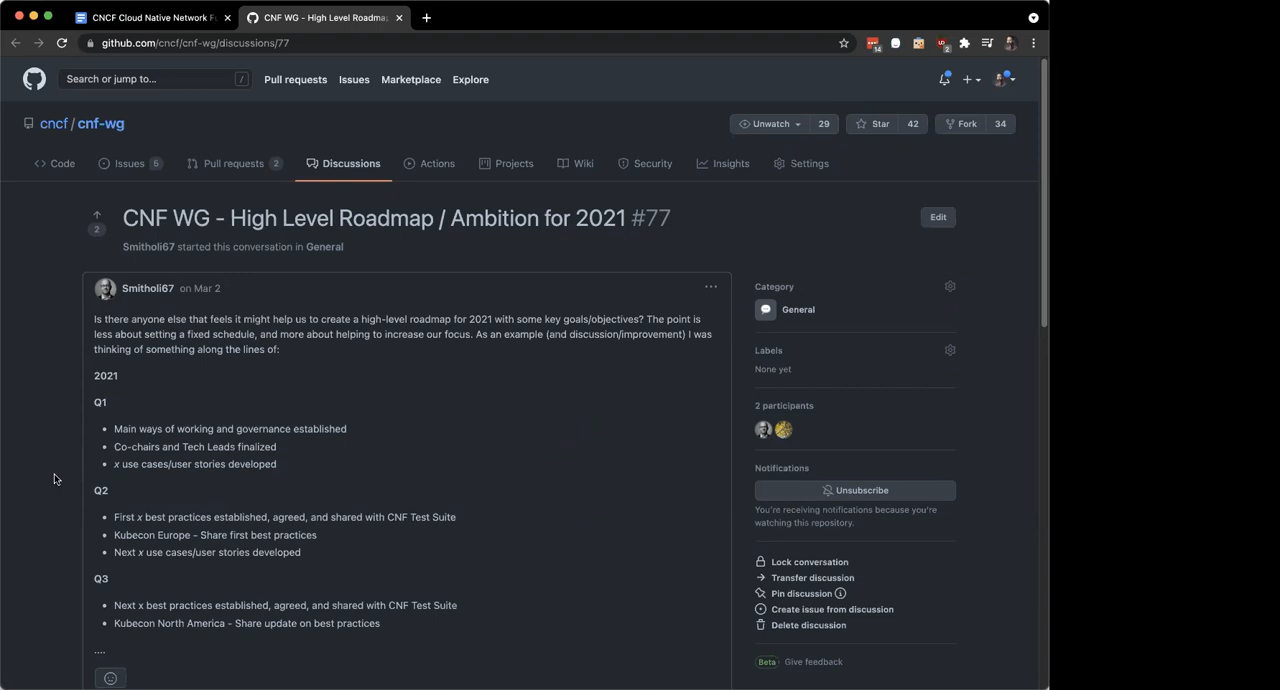 CNCF Cloud Native Network F
CNF WG - High Level Roadma
github.com/cncf/cnf-wg/discussions/77
14
2
Search or jump to...
/
Pull requests
Issues
Marketplace
Explore
cncf / cnf-wg
Unwatch
29
Star
42
Fork
34
Code
Issues 5
Pull requests 2
Discussions
Actions
Projects
Wiki
Security
Insights
Settings
2
CNF WG - High Level Roadmap / Ambition for 2021 #77
Edit
Smitholi67 started this conversation in General
Smitholi67 on Mar 2
Is there anyone else that feels it might help us to create a high-level roadmap for 2021 with some key goals/objectives? The point is
less about setting a fixed schedule, and more about helping to increase our focus. As an example (and discussion/improvement) I was
thinking of something along the lines of:
2021
Q1
• Main ways of working and governance established
• Co-chairs and Tech Leads finalized
• x use cases/user stories developed
Q2
• First x best practices established, agreed, and shared with CNF Test Suite
• Kubecon Europe - Share first best practices
• Next x use cases/user stories developed
Q3
• Next x best practices established, agreed, and shared with CNF Test Suite
• Kubecon North America - Share update on best practices
....
Category
General
Labels
None yet
2 participants
Notifications
Unsubscribe
You're receiving notifications because you're
watching this repository.
Lock conversation
Transfer discussion
Pin discussion
Create issue from discussion
Delete discussion
Beta Give feedback